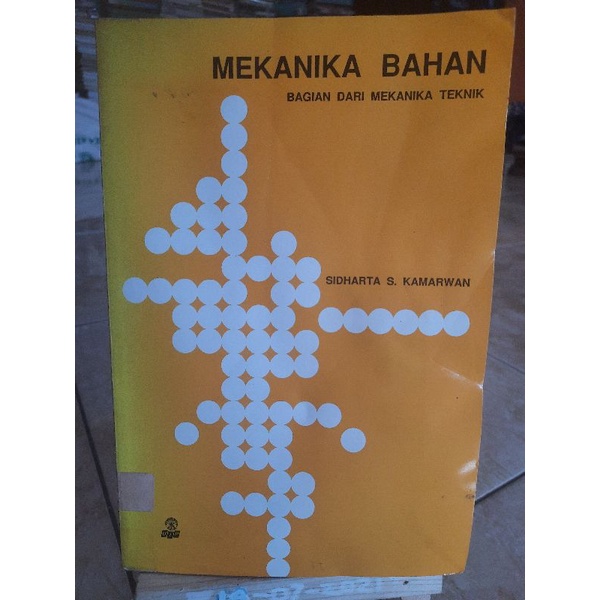 MEKANIKA BAHAN
BAGIAN DARI MEKANIKA TEKNIK
SIDHARTA S. KAMARWAN